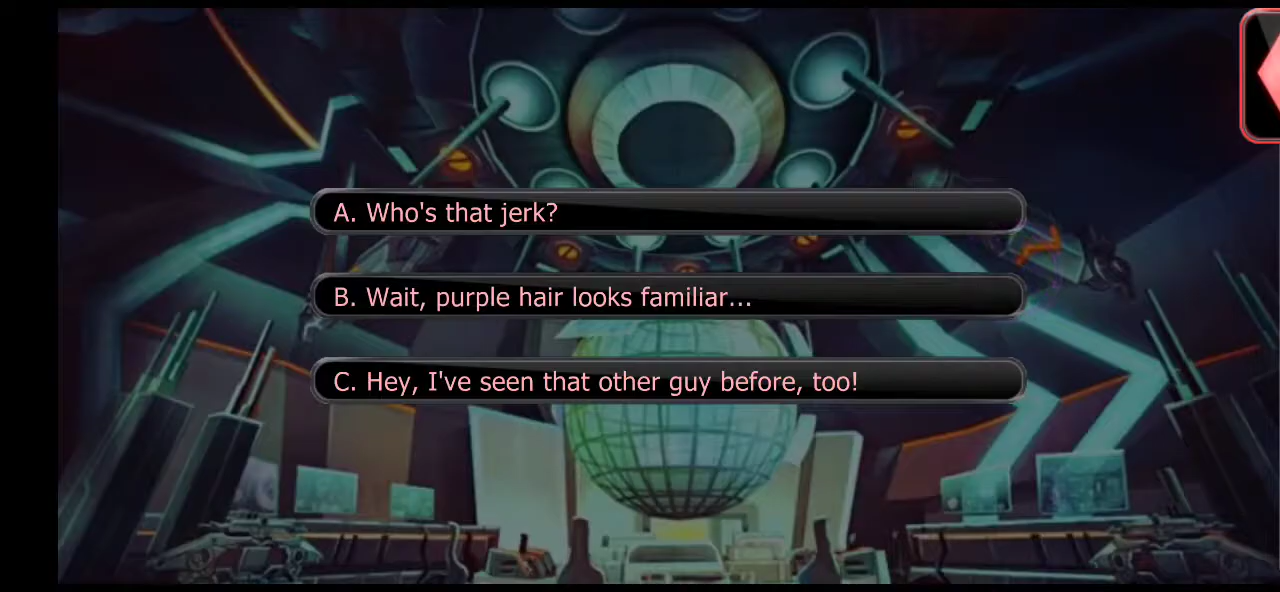 A. Who's that jerk?
B. Wait, purple hair looks familiar...
C. Hey, I've seen that other guy before, too!